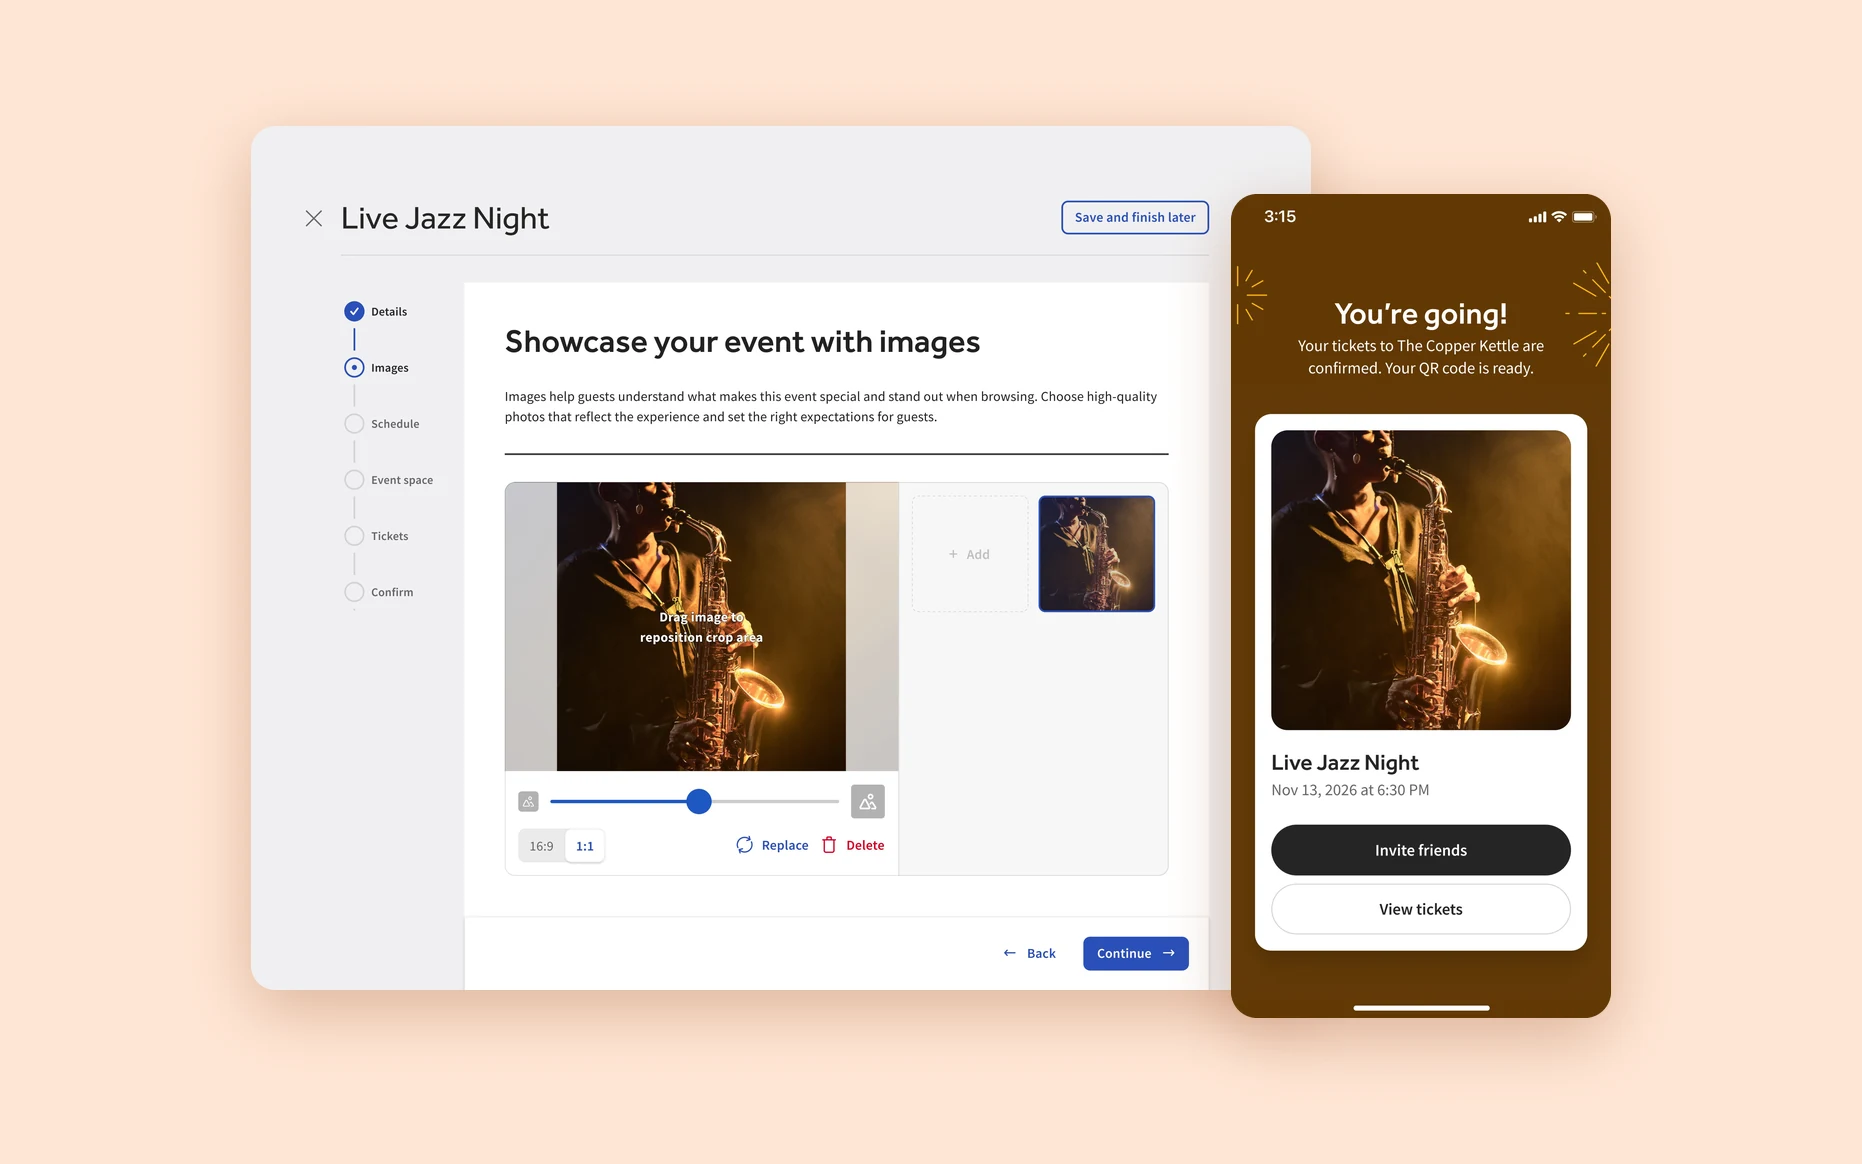 Live Jazz Night
Save and finish later
Details
Images
Schedule
Event space
Tickets
Confirm
Showcase your event with images
Images help guests understand what makes this event special and stand out when browsing. Choose high-quality
photos that reflect the experience and set the right expectations for guests.
Drag image to
reposition crop area
+ Add
16:9
1:1
Replace
Delete
← Back
Continue →
3:15
You’re going!
Your tickets to The Copper Kettle are
confirmed. Your QR code is ready.
Live Jazz Night
Nov 13, 2026 at 6:30 PM
Invite friends
View tickets